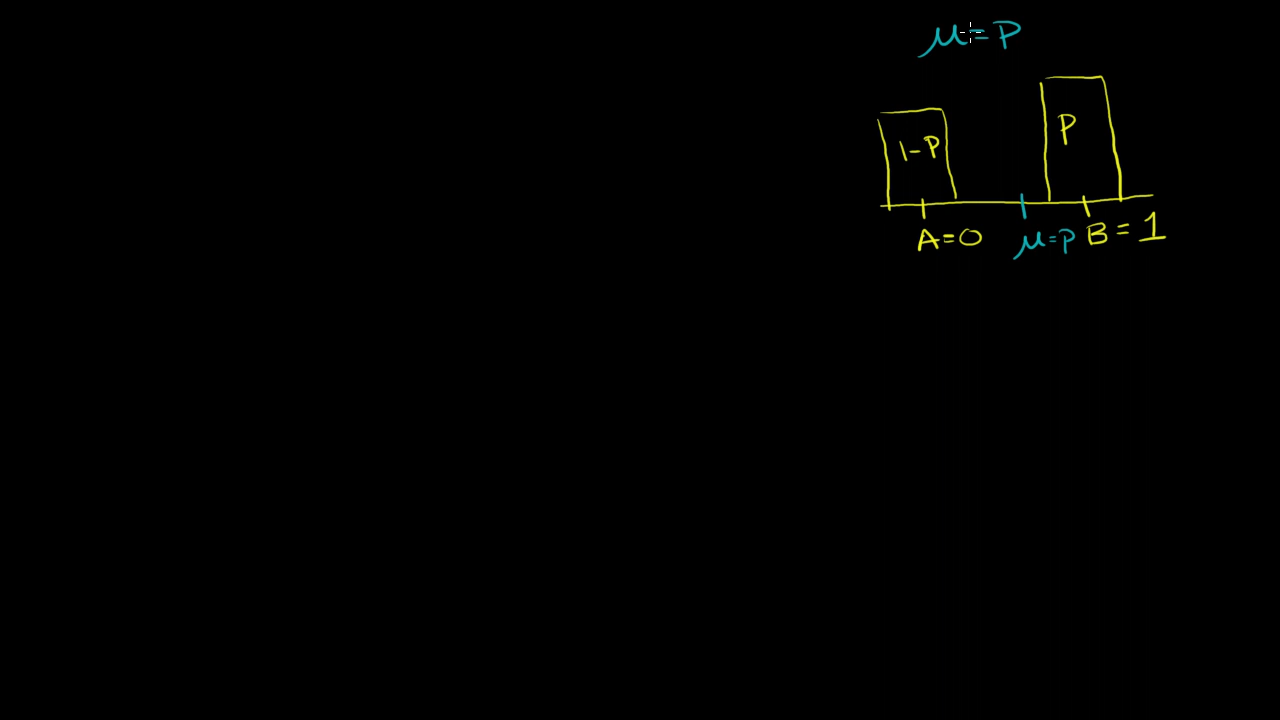 μ = P
1-P P
A=0 μ=p B = 1